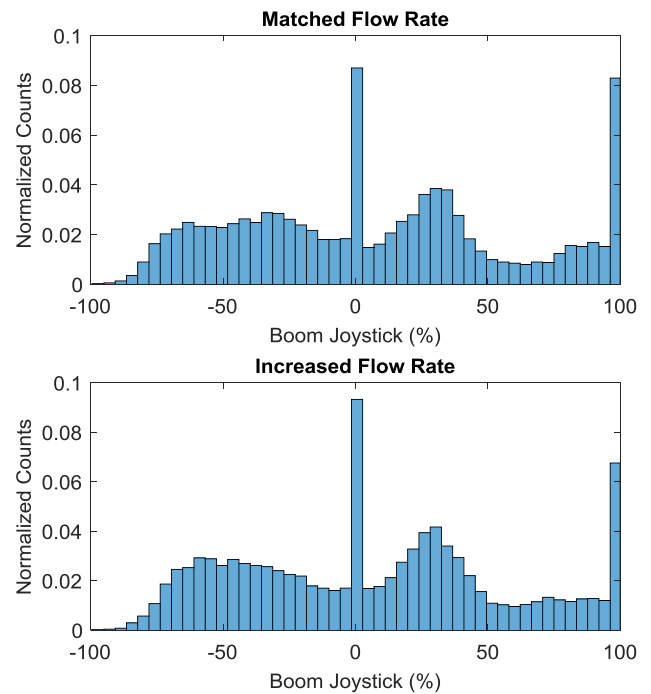 Matched Flow Rate
0.1
0.08
0.06
0.04
0.02
0
Normalized Counts
-100 -50 0 50 100
Boom Joystick (%)
Increased Flow Rate
0.1
0.08
0.06
0.04
0.02
0
Normalized Counts
-100 -50 0 50 100
Boom Joystick (%)